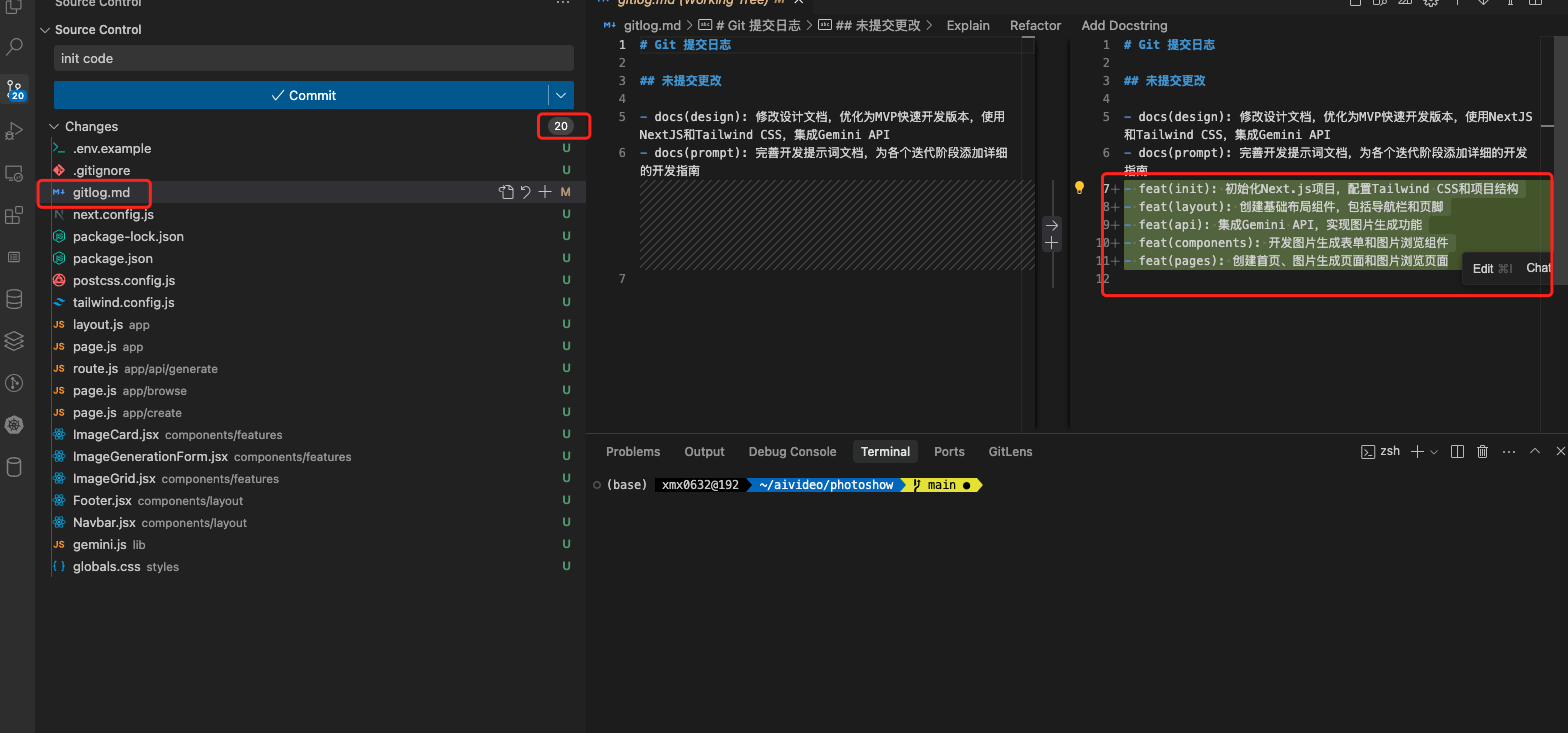 Source Control
gitlog.md (Working Tree) M
Source Control
init code
Commit
20
Changes
20
.env.example U
.gitignore U
gitlog.md M
next.config.js U
package-lock.json U
package.json U
postcss.config.js U
tailwind.config.js U
layout.js app U
page.js app U
route.js app/api/generate U
page.js app/browse U
page.js app/create U
ImageCard.jsx components/features U
ImageGenerationForm.jsx components/features U
ImageGrid.jsx components/features U
Footer.jsx components/layout U
Navbar.jsx components/layout U
gemini.js lib U
globals.css styles U
gitlog.md > # Git 提交日志 > ## 未提交更改 > Explain Refactor Add Docstring
1 # Git 提交日志
2
3 ## 未提交更改
4
5 - docs(design): 修改设计文档，优化为MVP快速开发版本，使用
NextJS和Tailwind CSS，集成Gemini API
6 - docs(prompt): 完善开发提示词文档，为各个迭代阶段添加详细
的开发指南
7
1 # Git 提交日志
2
3 ## 未提交更改
4
5 - docs(design): 修改设计文档，优化为MVP快速开发版本，使用NextJS
和Tailwind CSS，集成Gemini API
6 - docs(prompt): 完善开发提示词文档，为各个迭代阶段添加详细的开发
指南
7+ - feat(init): 初始化Next.js项目，配置Tailwind CSS和项目结构
8+ - feat(layout): 创建基础布局组件，包括导航栏和页脚
9+ - feat(api): 集成Gemini API，实现图片生成功能
10+ - feat(components): 开发图片生成表单和图片浏览组件
11+ - feat(pages): 创建首页、图片生成页面和图片浏览页面
12
Edit ⌘I Chat
Problems Output Debug Console Terminal Ports GitLens
zsh
(base) xmx0632@192 ~/aivideo/photoshow main ●